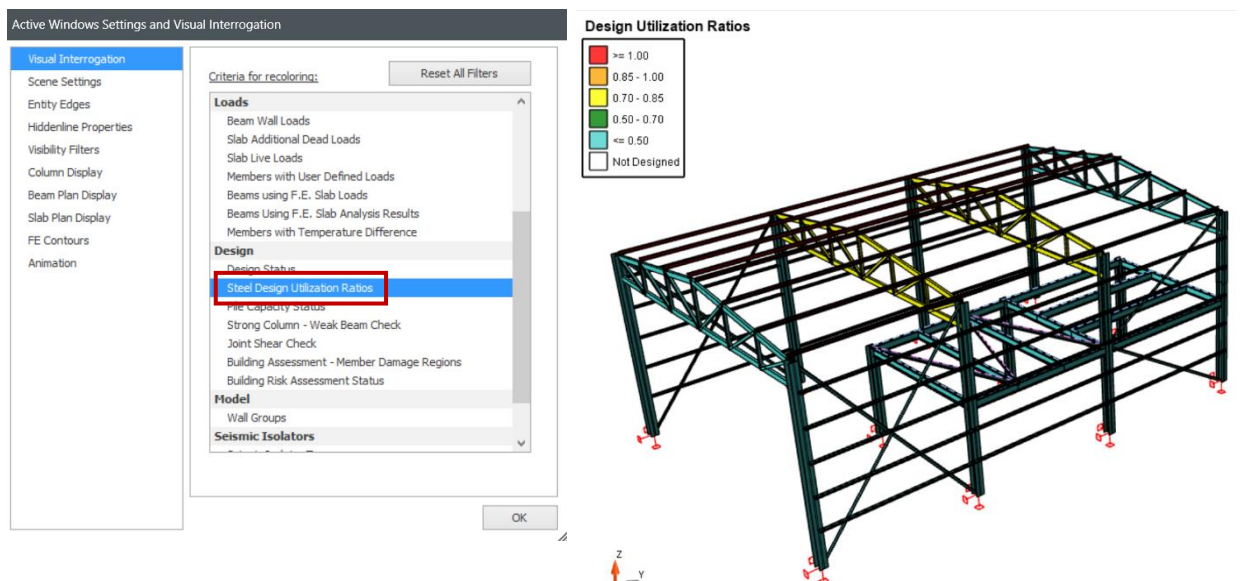 Active Windows Settings and Visual Interrogation
Visual Interrogation
Scene Settings
Entity Edges
Hiddenline Properties
Visibility Filters
Column Display
Beam Plan Display
Slab Plan Display
FE Contours
Animation
Criteria for recoloring:
Reset All Filters
Loads
Beam Wall Loads
Slab Additional Dead Loads
Slab Live Loads
Members with User Defined Loads
Beams using F.E. Slab Loads
Beams Using F.E. Slab Analysis Results
Members with Temperature Difference
Design
Design Status
Steel Design Utilization Ratios
Pile Capacity Status
Strong Column - Weak Beam Check
Joint Shear Check
Building Assessment - Member Damage Regions
Building Risk Assessment Status
Model
Wall Groups
Seismic Isolators
OK
Design Utilization Ratios
>= 1.00
0.85 - 1.00
0.70 - 0.85
0.50 - 0.70
<= 0.50
Not Designed
Z
Y